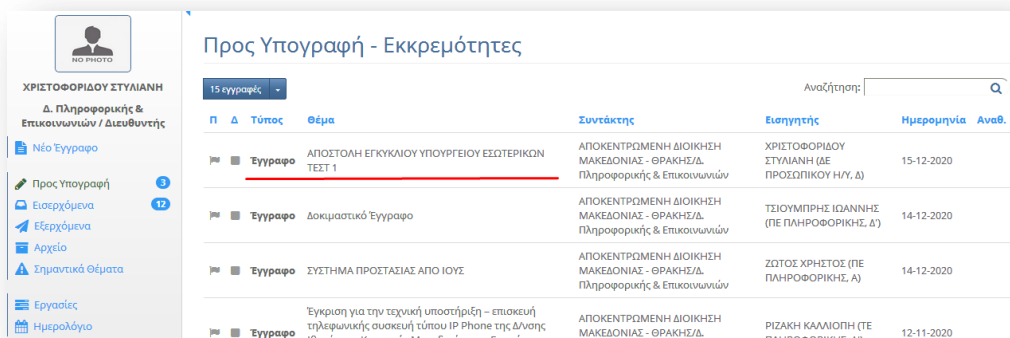 NO PHOTO
ΧΡΙΣΤΟΦΟΡΙΔΟΥ ΣΤΥΛΙΑΝΗ
Δ. Πληροφορικής &
Επικοινωνιών / Διευθυντής
Νέο Έγγραφο
Προς Υπογραφή 3
Εισερχόμενα 12
Εξερχόμενα
Αρχείο
Σημαντικά Θέματα
Εργασίες
Ημερολόγιο
Προς Υπογραφή - Εκκρεμότητες
15 εγγραφές
Αναζήτηση:
Π Δ Τύπος Θέμα Συντάκτης Εισηγητής Ημερομηνία Αναθ.
Έγγραφο
ΑΠΟΣΤΟΛΗ ΕΓΚΥΚΛΙΟΥ ΥΠΟΥΡΓΕΙΟΥ ΕΣΩΤΕΡΙΚΩΝ
ΤΕΣΤ 1
ΑΠΟΚΕΝΤΡΩΜΕΝΗ ΔΙΟΙΚΗΣΗ
ΜΑΚΕΔΟΝΙΑΣ - ΘΡΑΚΗΣ/Δ.
Πληροφορικής & Επικοινωνιών
ΧΡΙΣΤΟΦΟΡΙΔΟΥ
ΣΤΥΛΙΑΝΗ (ΔΕ
ΠΡΟΣΩΠΙΚΟΥ Η/Υ, Δ)
15-12-2020
Έγγραφο
Δοκιμαστικό Έγγραφο
ΑΠΟΚΕΝΤΡΩΜΕΝΗ ΔΙΟΙΚΗΣΗ
ΜΑΚΕΔΟΝΙΑΣ - ΘΡΑΚΗΣ/Δ.
Πληροφορικής & Επικοινωνιών
ΤΣΙΟΥΜΠΡΗΣ ΙΩΑΝΝΗΣ
(ΠΕ ΠΛΗΡΟΦΟΡΙΚΗΣ, Δ')
14-12-2020
Έγγραφο
ΣΥΣΤΗΜΑ ΠΡΟΣΤΑΣΙΑΣ ΑΠΟ ΙΟΥΣ
ΑΠΟΚΕΝΤΡΩΜΕΝΗ ΔΙΟΙΚΗΣΗ
ΜΑΚΕΔΟΝΙΑΣ - ΘΡΑΚΗΣ/Δ.
Πληροφορικής & Επικοινωνιών
ΖΩΤΟΣ ΧΡΗΣΤΟΣ (ΠΕ
ΠΛΗΡΟΦΟΡΙΚΗΣ, Α)
14-12-2020
Έγγραφο
Έγκριση για την τεχνική υποστήριξη – επισκευή
τηλεφωνικής συσκευή τύπου IP Phone της Δ/νσης
ΑΠΟΚΕΝΤΡΩΜΕΝΗ ΔΙΟΙΚΗΣΗ
ΜΑΚΕΔΟΝΙΑΣ - ΘΡΑΚΗΣ/Δ.
ΡΙΖΑΚΗ ΚΑΛΛΙΟΠΗ (ΤΕ
12-11-2020